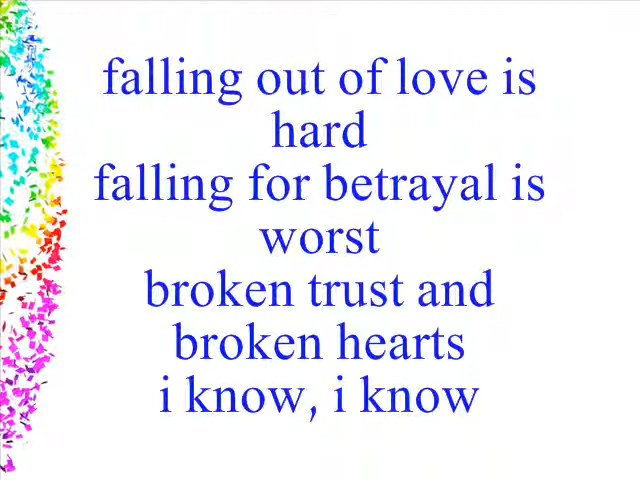 falling out of love is
hard
falling for betrayal is
worst
broken trust and
broken hearts
i know, i know